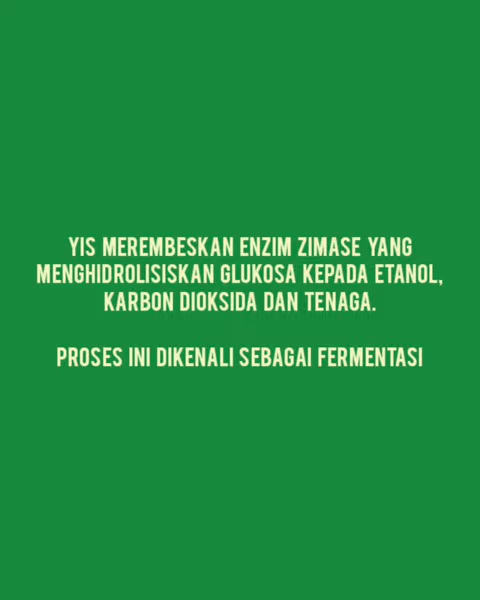 YIS MEREMBESKAN ENZIM ZIMASE YANG
MENGHIDROLISISKAN GLUKOSA KEPADA ETANOL,
KARBON DIOKSIDA DAN TENAGA.
PROSES INI DIKENALI SEBAGAI FERMENTASI